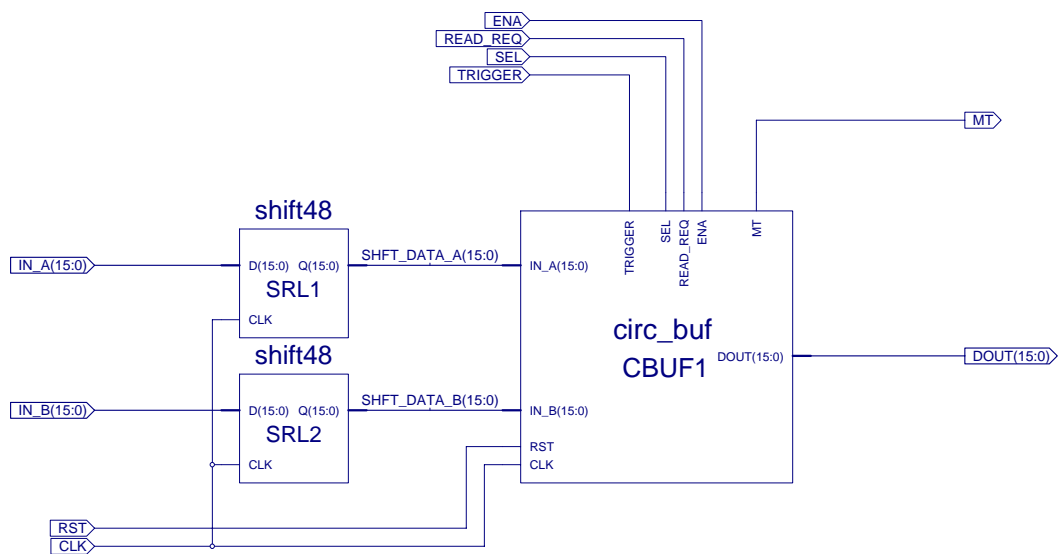 ENA
READ_REQ
SEL
TRIGGER
MT
TRIGGER
SEL
READ_REQ
ENA
MT
shift48
IN_A(15:0)
D(15:0) Q(15:0)
SHFT_DATA_A(15:0)
IN_A(15:0)
SRL1
CLK
circ_buf
shift48
CBUF1
DOUT(15:0)
DOUT(15:0)
IN_B(15:0)
D(15:0) Q(15:0)
SHFT_DATA_B(15:0)
IN_B(15:0)
SRL2
RST
CLK
CLK
RST
CLK